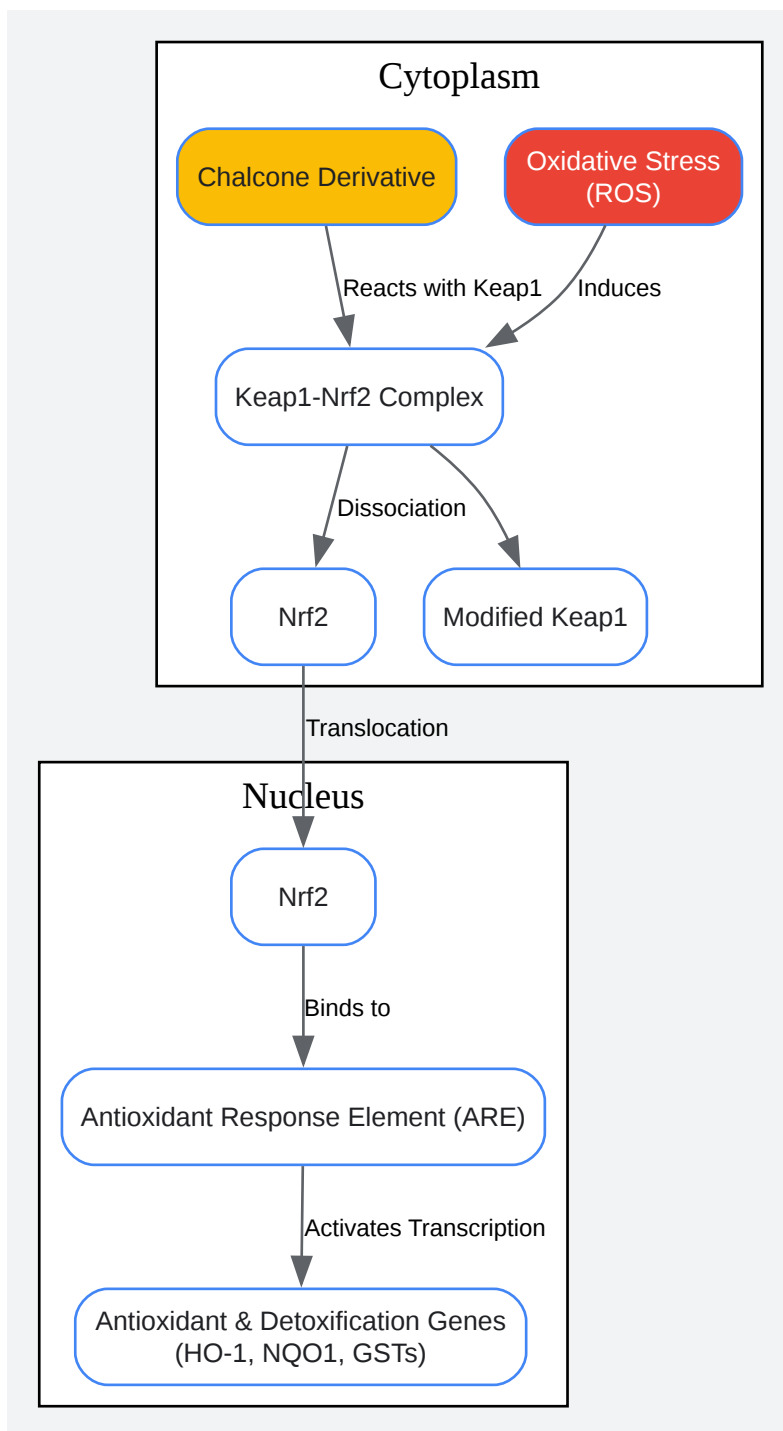 Cytoplasm
Chalcone Derivative
Oxidative Stress
(ROS)
Reacts with Keap1
Induces
Keap1-Nrf2 Complex
Dissociation
Nrf2
Modified Keap1
Translocation
Nucleus
Nrf2
Binds to
Antioxidant Response Element (ARE)
Activates Transcription
Antioxidant & Detoxification Genes
(HO-1, NQO1, GSTs)